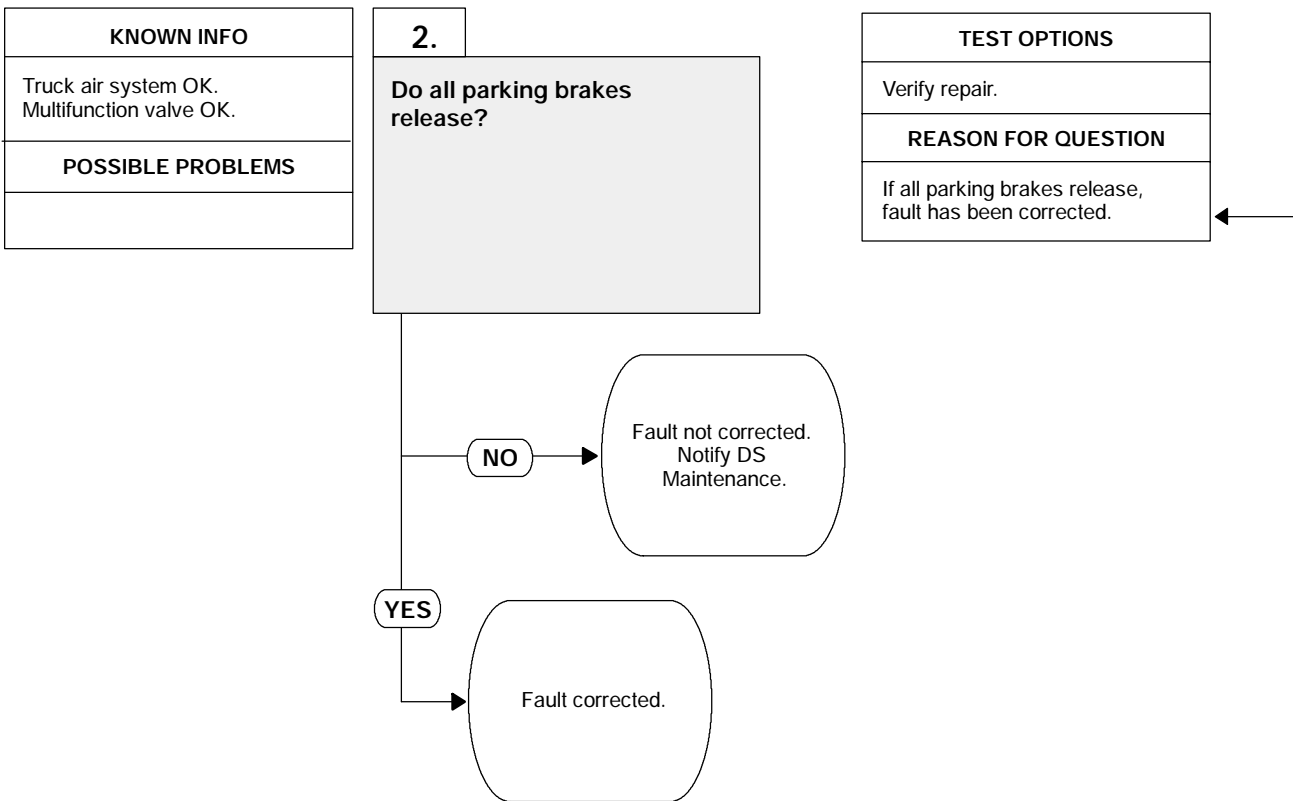 KNOWN INFO
Truck air system OK.
Multifunction valve OK.
POSSIBLE PROBLEMS
2.
Do all parking brakes
release?
TEST OPTIONS
Verify repair.
REASON FOR QUESTION
If all parking brakes release,
fault has been corrected.
NO
Fault not corrected.
Notify DS
Maintenance.
YES
Fault corrected.